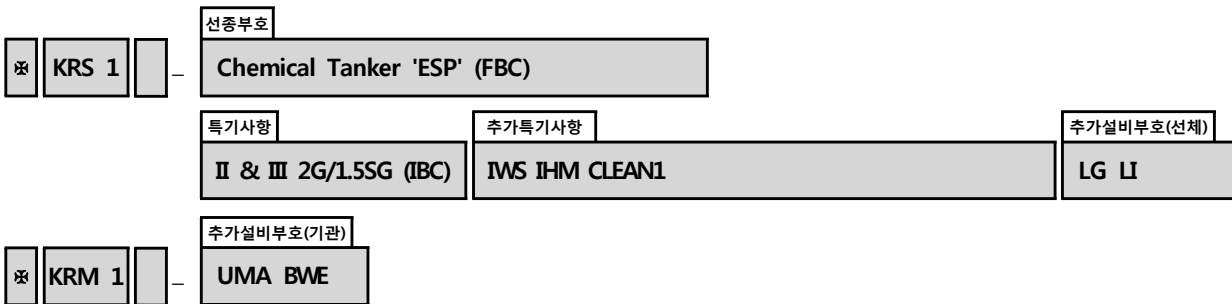 선종부호
✠ KRS 1 – Chemical Tanker 'ESP' (FBC)
특기사항 추가특기사항 추가설비부호(선체)
Ⅱ & Ⅲ 2G/1.5SG (IBC) IWS IHM CLEAN1 LG LI
추가설비부호(기관)
✠ KRM 1 – UMA BWE